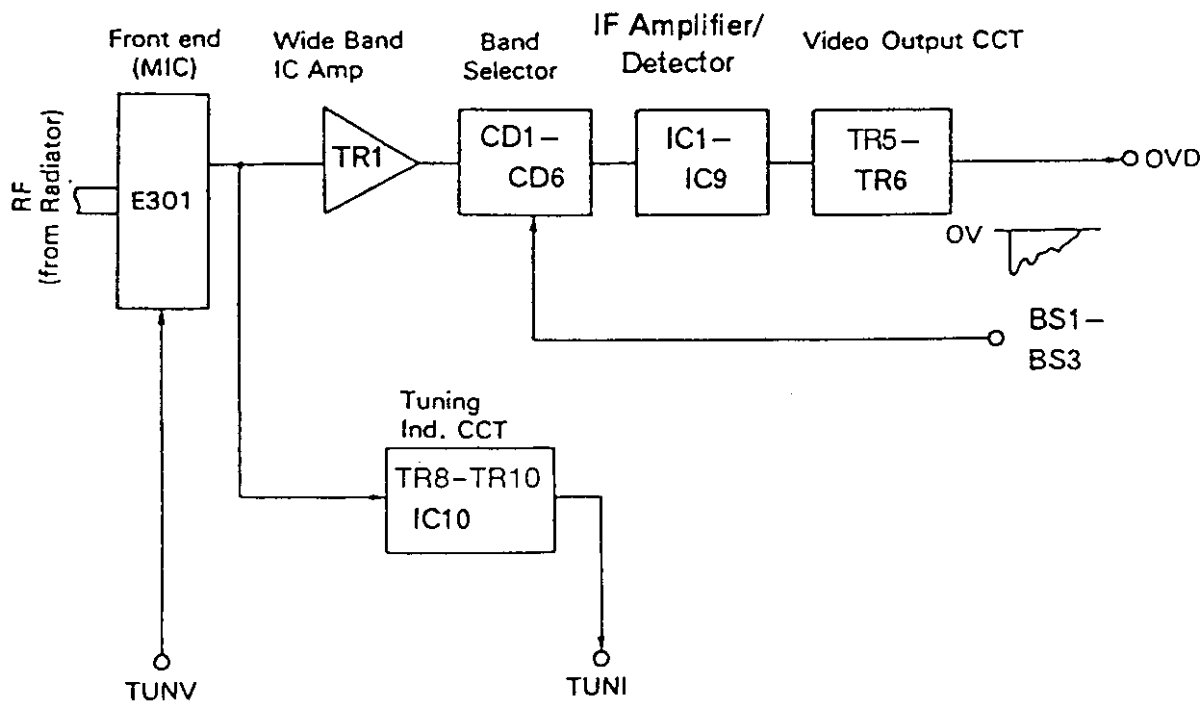 Front end
(MIC)
Wide Band
IC Amp
Band
Selector
IF Amplifier/
Detector
Video Output CCT
RF
(from Radiator)
E301
TR1
CD1–
CD6
IC1–
IC9
TR5–
TR6
OVD
OV
BS1–
BS3
Tuning
Ind. CCT
TR8–TR10
IC10
TUNV
TUNI